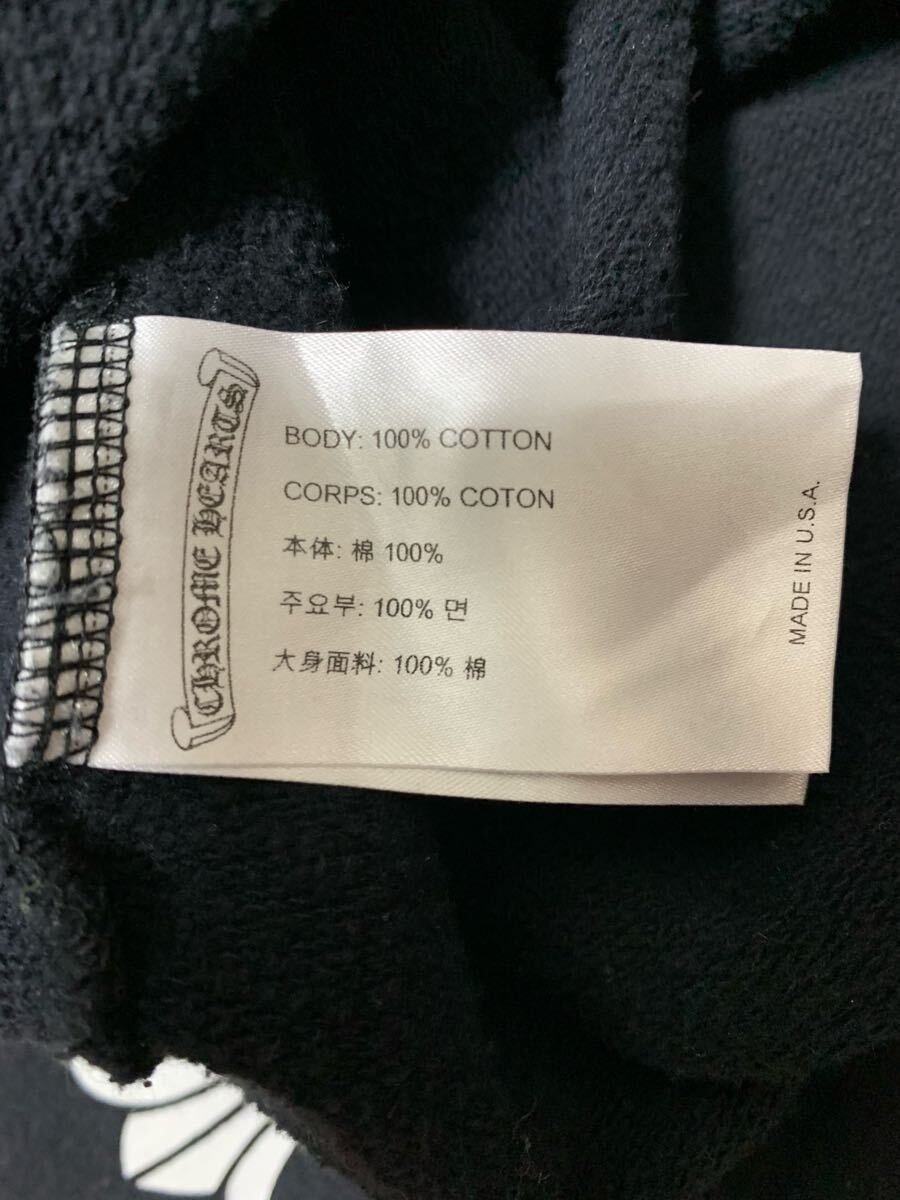 CHROME HEARTS
BODY: 100% COTTON
CORPS: 100% COTON
本体: 棉 100%
주요부: 100% 면
大身面料: 100% 棉
MADE IN U.S.A.